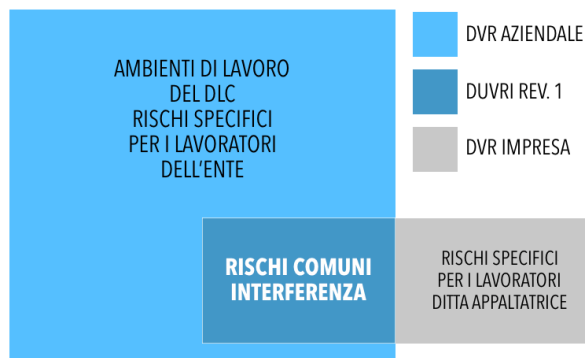 AMBIENTI DI LAVORO
DEL DLC
RISCHI SPECIFICI
PER I LAVORATORI
DELL'ENTE
DVR AZIENDALE
DUVRI REV. 1
DVR IMPRESA
RISCHI COMUNI
INTERFERENZA
RISCHI SPECIFICI
PER I LAVORATORI
DITTA APPALTATRICE